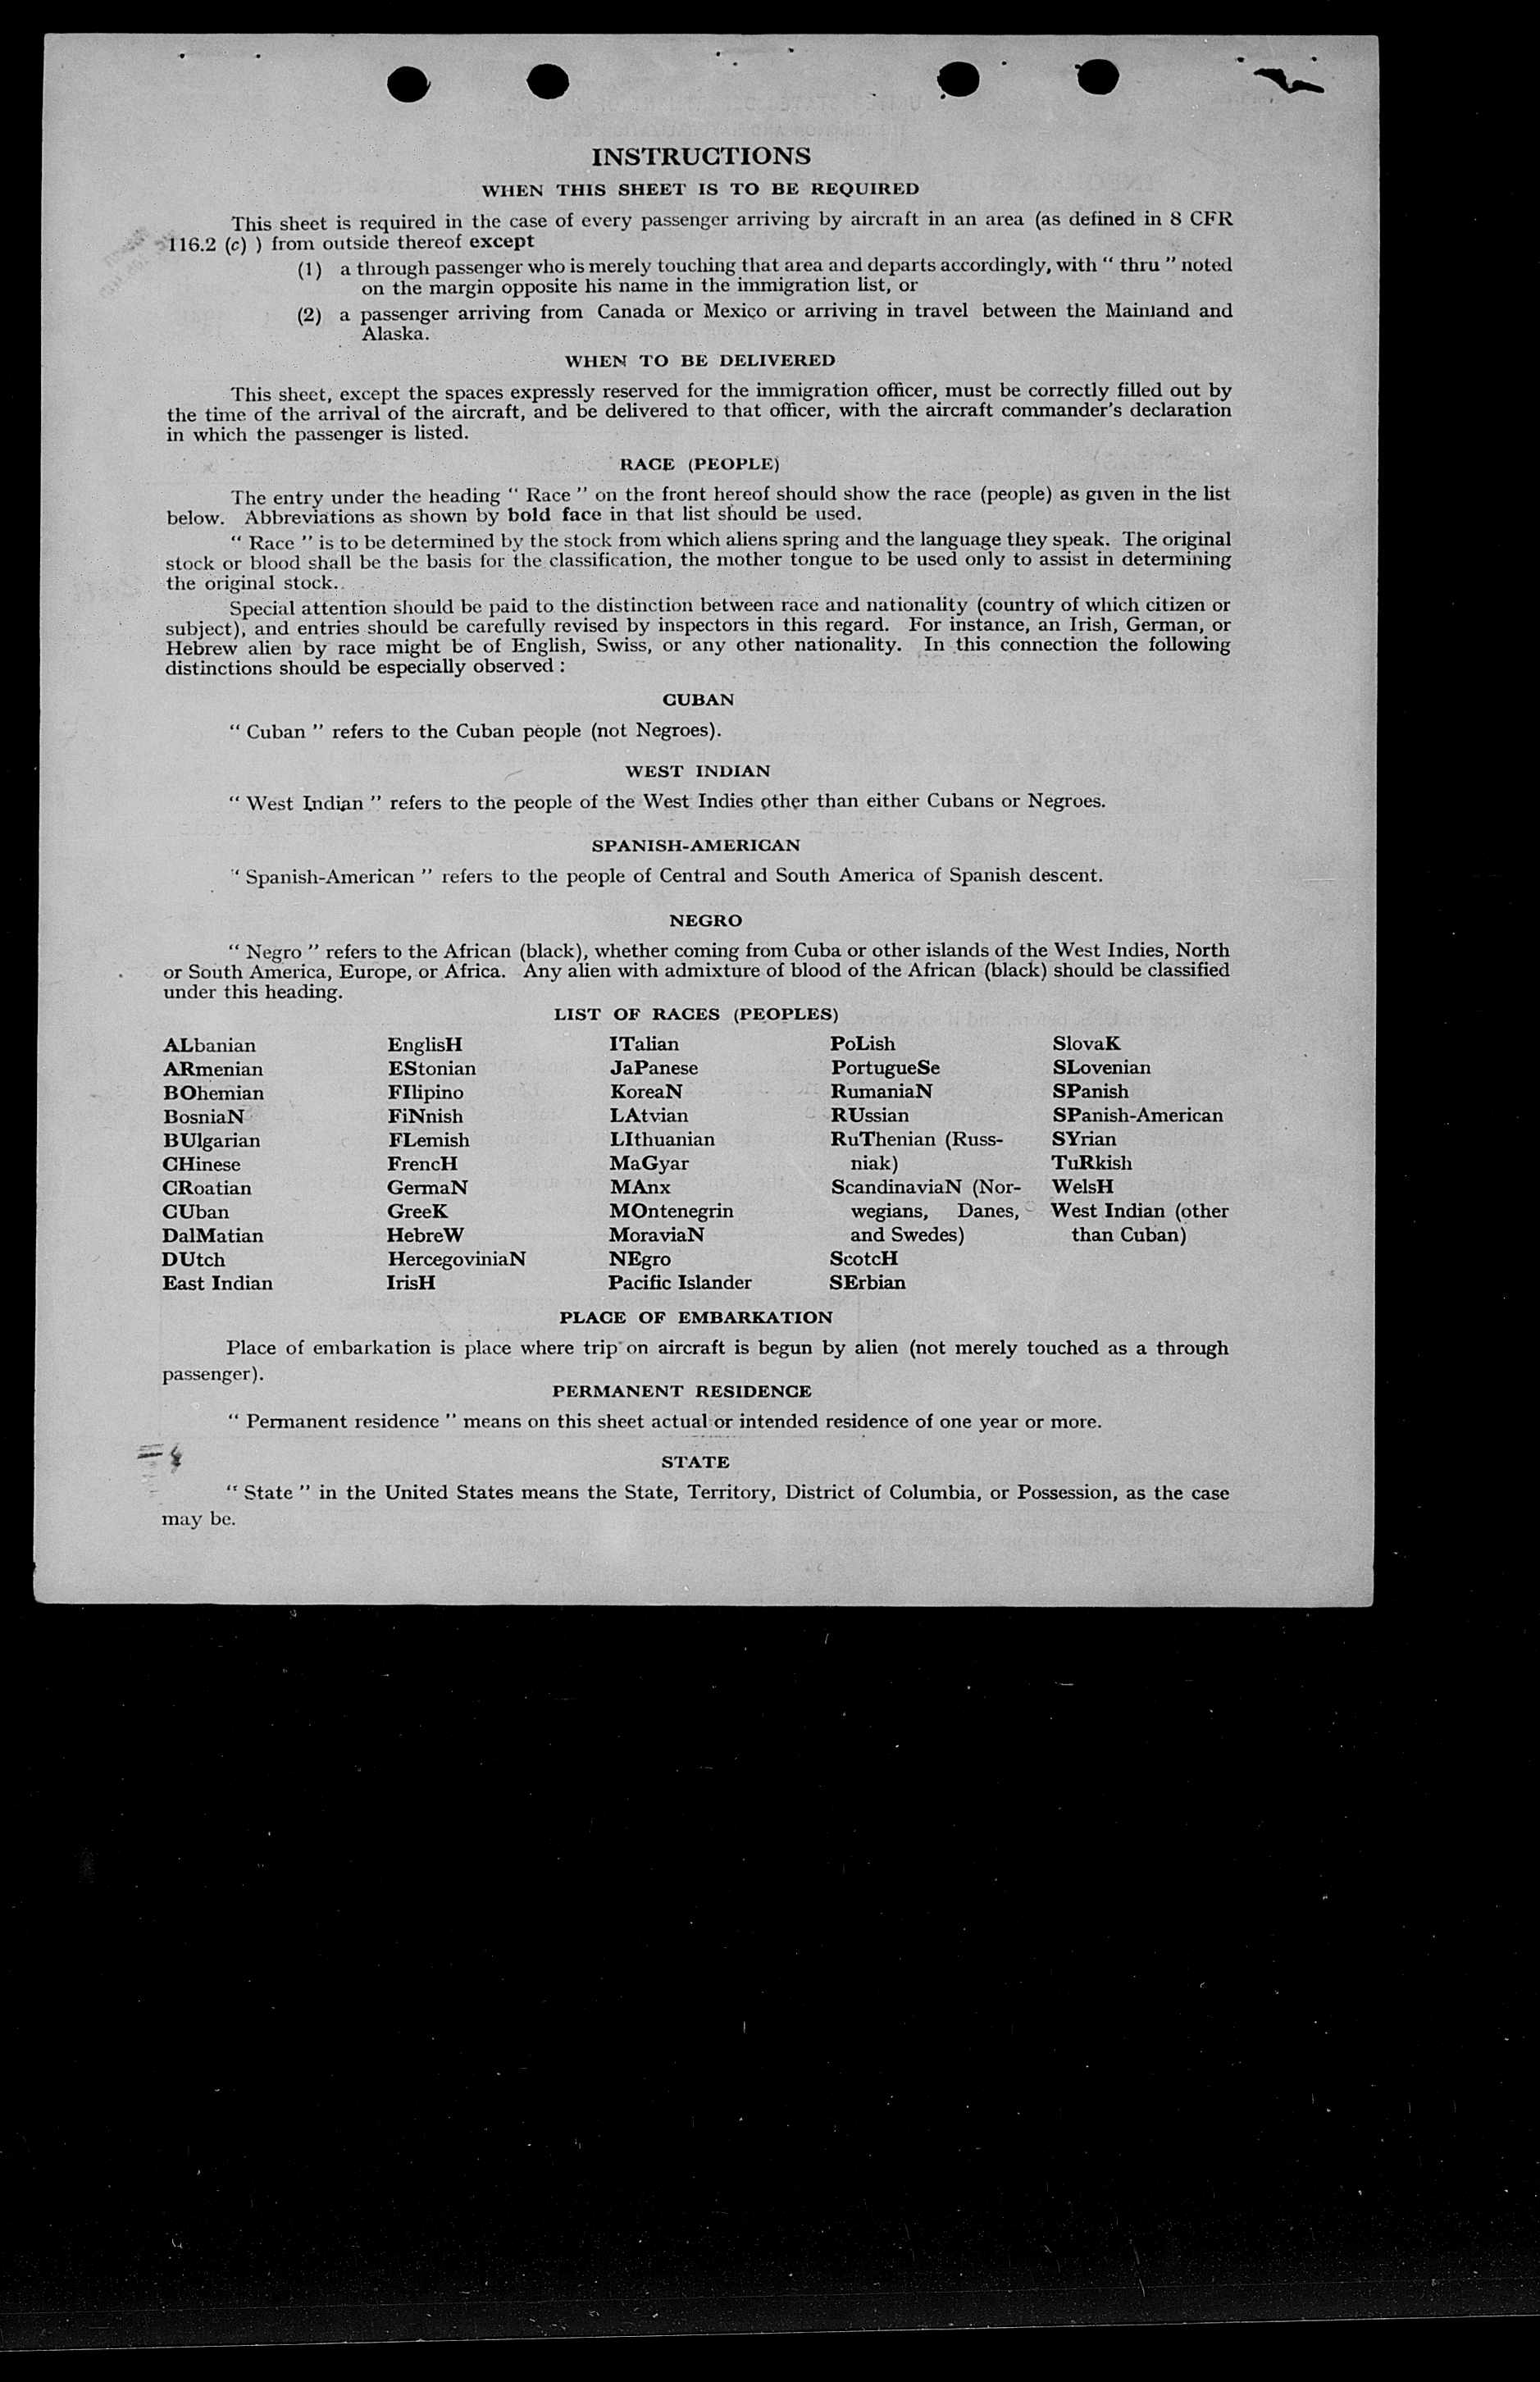 INSTRUCTIONS
WHEN THIS SHEET IS TO BE REQUIRED
This sheet is required in the case of every passenger arriving by aircraft in an area (as defined in 8 CFR
116.2 (c) ) from outside thereof except
(1) a through passenger who is merely touching that area and departs accordingly, with “ thru ” noted
on the margin opposite his name in the immigration list, or
(2) a passenger arriving from Canada or Mexico or arriving in travel between the Mainland and
Alaska.
WHEN TO BE DELIVERED
This sheet, except the spaces expressly reserved for the immigration officer, must be correctly filled out by
the time of the arrival of the aircraft, and be delivered to that officer, with the aircraft commander’s declaration
in which the passenger is listed.
RACE (PEOPLE)
The entry under the heading “ Race ” on the front hereof should show the race (people) as given in the list
below. Abbreviations as shown by bold face in that list should be used.
“ Race ” is to be determined by the stock from which aliens spring and the language they speak. The original
stock or blood shall be the basis for the classification, the mother tongue to be used only to assist in determining
the original stock.
Special attention should be paid to the distinction between race and nationality (country of which citizen or
subject), and entries should be carefully revised by inspectors in this regard. For instance, an Irish, German, or
Hebrew alien by race might be of English, Swiss, or any other nationality. In this connection the following
distinctions should be especially observed :
CUBAN
“ Cuban ” refers to the Cuban people (not Negroes).
WEST INDIAN
“ West Indian ” refers to the people of the West Indies other than either Cubans or Negroes.
SPANISH-AMERICAN
“ Spanish-American ” refers to the people of Central and South America of Spanish descent.
NEGRO
“ Negro ” refers to the African (black), whether coming from Cuba or other islands of the West Indies, North
or South America, Europe, or Africa. Any alien with admixture of blood of the African (black) should be classified
under this heading.
LIST OF RACES (PEOPLES)
ALbanian
ARmenian
BOhemian
BosniaN
BUlgarian
CHinese
CRoatian
CUban
DalMatian
DUtch
East Indian
EnglisH
EStonian
FIlipino
FiNnish
FLemish
FrencH
GermaN
GreeK
HebreW
HercegoviniaN
IrisH
ITalian
JaPanese
KoreaN
LAtvian
LIthuanian
MaGyar
MAnx
MOntenegrin
MoraviaN
NEgro
Pacific Islander
PoLish
PortugueSe
RumaniaN
RUssian
RuThenian (Russ-
niak)
ScandinaviaN (Nor-
wegians, Danes,
and Swedes)
ScotcH
SErbian
SlovaK
SLovenian
SPanish
SPanish-American
SYrian
TuRkish
WelsH
West Indian (other
than Cuban)
PLACE OF EMBARKATION
Place of embarkation is place where trip on aircraft is begun by alien (not merely touched as a through
passenger).
PERMANENT RESIDENCE
“ Permanent residence ” means on this sheet actual or intended residence of one year or more.
STATE
“ State ” in the United States means the State, Territory, District of Columbia, or Possession, as the case
may be.